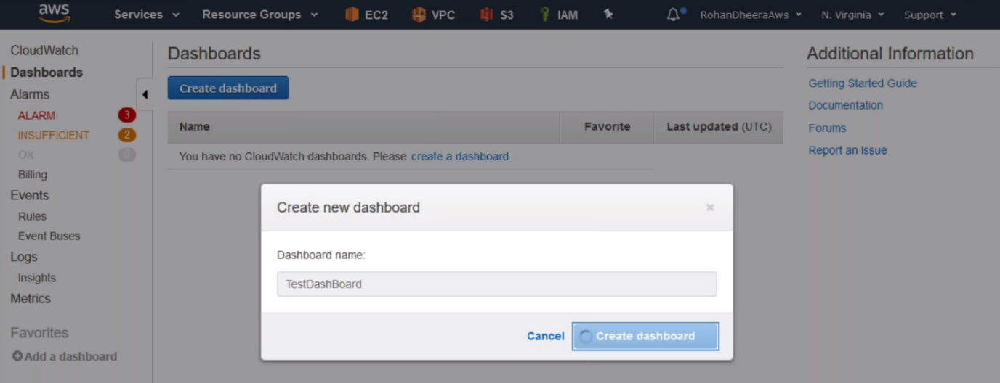 aws Services Resource Groups EC2 VPC S3 IAM RohanDheeraAws N. Virginia Support
CloudWatch
Dashboards
Alarms
ALARM 3
INSUFFICIENT 2
OK 0
Billing
Events
Rules
Event Buses
Logs
Insights
Metrics
Favorites
Add a dashboard
Dashboards
Create dashboard
Name Favorite Last updated (UTC)
You have no CloudWatch dashboards. Please create a dashboard.
Create new dashboard
Dashboard name:
TestDashBoard
Cancel Create dashboard
Additional Information
Getting Started Guide
Documentation
Forums
Report an Issue